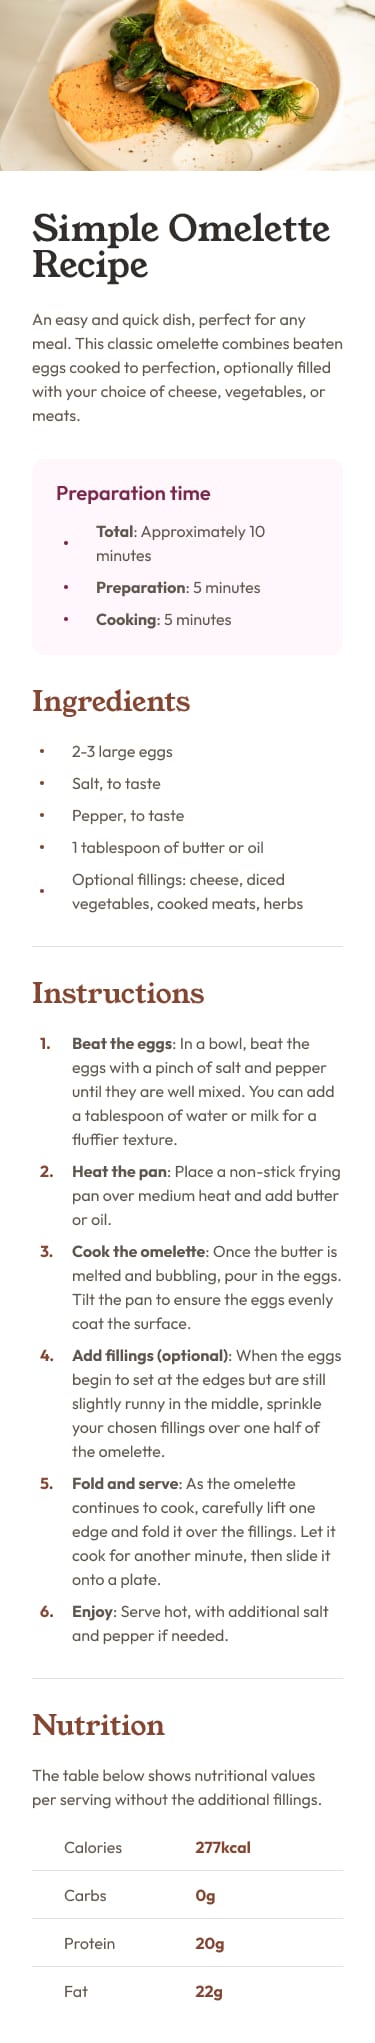 Simple Omelette
Recipe
An easy and quick dish, perfect for any
meal. This classic omelette combines beaten
eggs cooked to perfection, optionally filled
with your choice of cheese, vegetables, or
meats.
Preparation time
• Total: Approximately 10
minutes
• Preparation: 5 minutes
• Cooking: 5 minutes
Ingredients
• 2-3 large eggs
• Salt, to taste
• Pepper, to taste
• 1 tablespoon of butter or oil
• Optional fillings: cheese, diced
vegetables, cooked meats, herbs
Instructions
1. Beat the eggs: In a bowl, beat the
eggs with a pinch of salt and pepper
until they are well mixed. You can add
a tablespoon of water or milk for a
fluffier texture.
2. Heat the pan: Place a non-stick frying
pan over medium heat and add butter
or oil.
3. Cook the omelette: Once the butter is
melted and bubbling, pour in the eggs.
Tilt the pan to ensure the eggs evenly
coat the surface.
4. Add fillings (optional): When the eggs
begin to set at the edges but are still
slightly runny in the middle, sprinkle
your chosen fillings over one half of
the omelette.
5. Fold and serve: As the omelette
continues to cook, carefully lift one
edge and fold it over the fillings. Let it
cook for another minute, then slide it
onto a plate.
6. Enjoy: Serve hot, with additional salt
and pepper if needed.
Nutrition
The table below shows nutritional values
per serving without the additional fillings.
Calories 277kcal
Carbs 0g
Protein 20g
Fat 22g